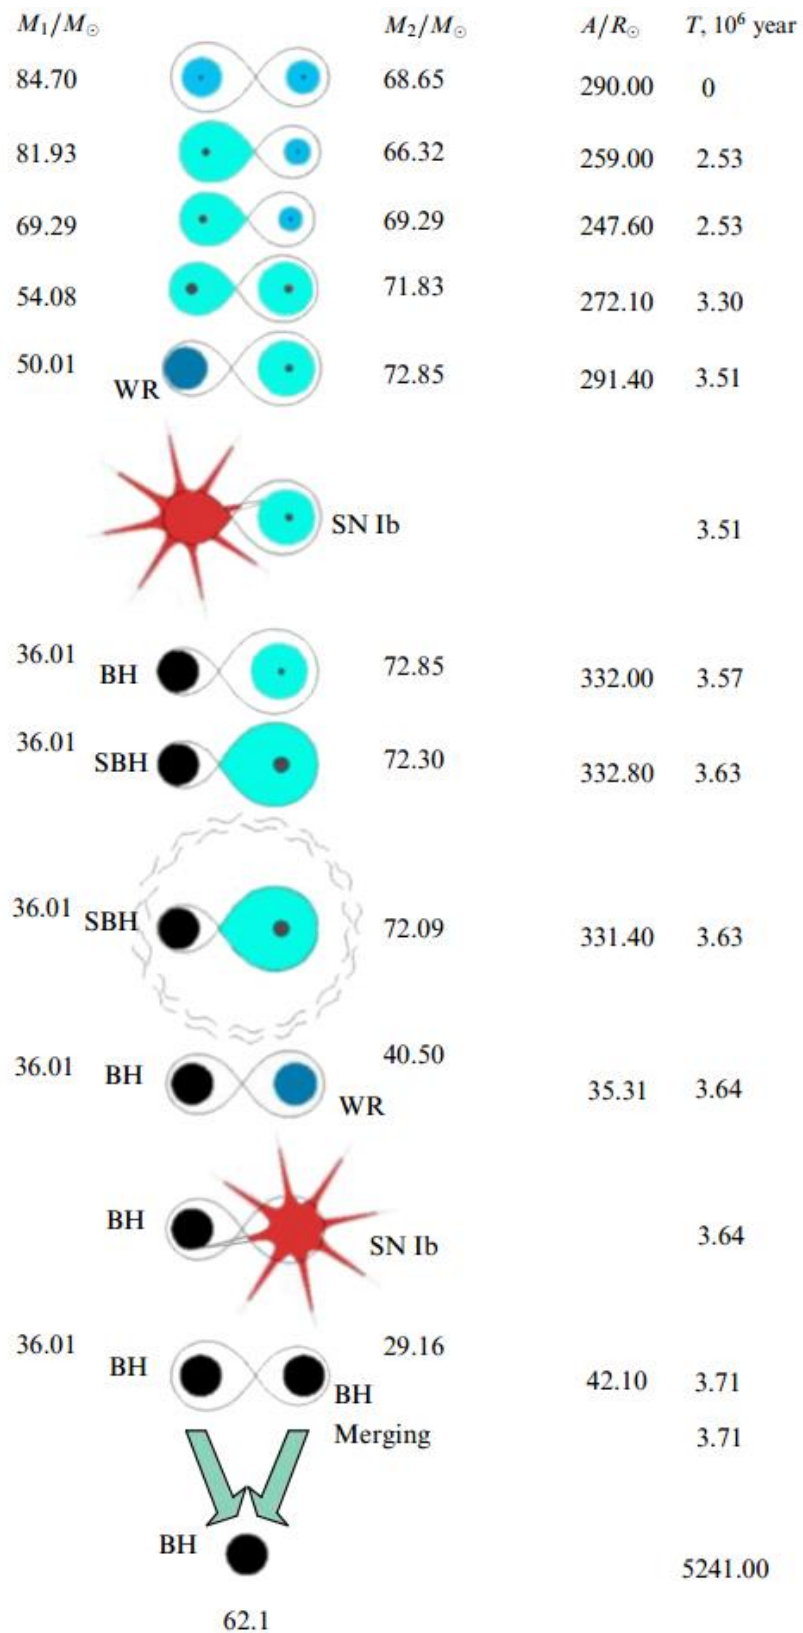 M₁/M☉ M₂/M☉ A/R☉ T, 10⁶ year
84.70 68.65 290.00 0
81.93 66.32 259.00 2.53
69.29 69.29 247.60 2.53
54.08 71.83 272.10 3.30
50.01 WR 72.85 291.40 3.51
SN Ib 3.51
36.01 BH 72.85 332.00 3.57
36.01 SBH 72.30 332.80 3.63
36.01 SBH 72.09 331.40 3.63
36.01 BH WR 40.50 35.31 3.64
BH SN Ib 3.64
36.01 BH BH 29.16 42.10 3.71
Merging 3.71
BH 5241.00
62.1